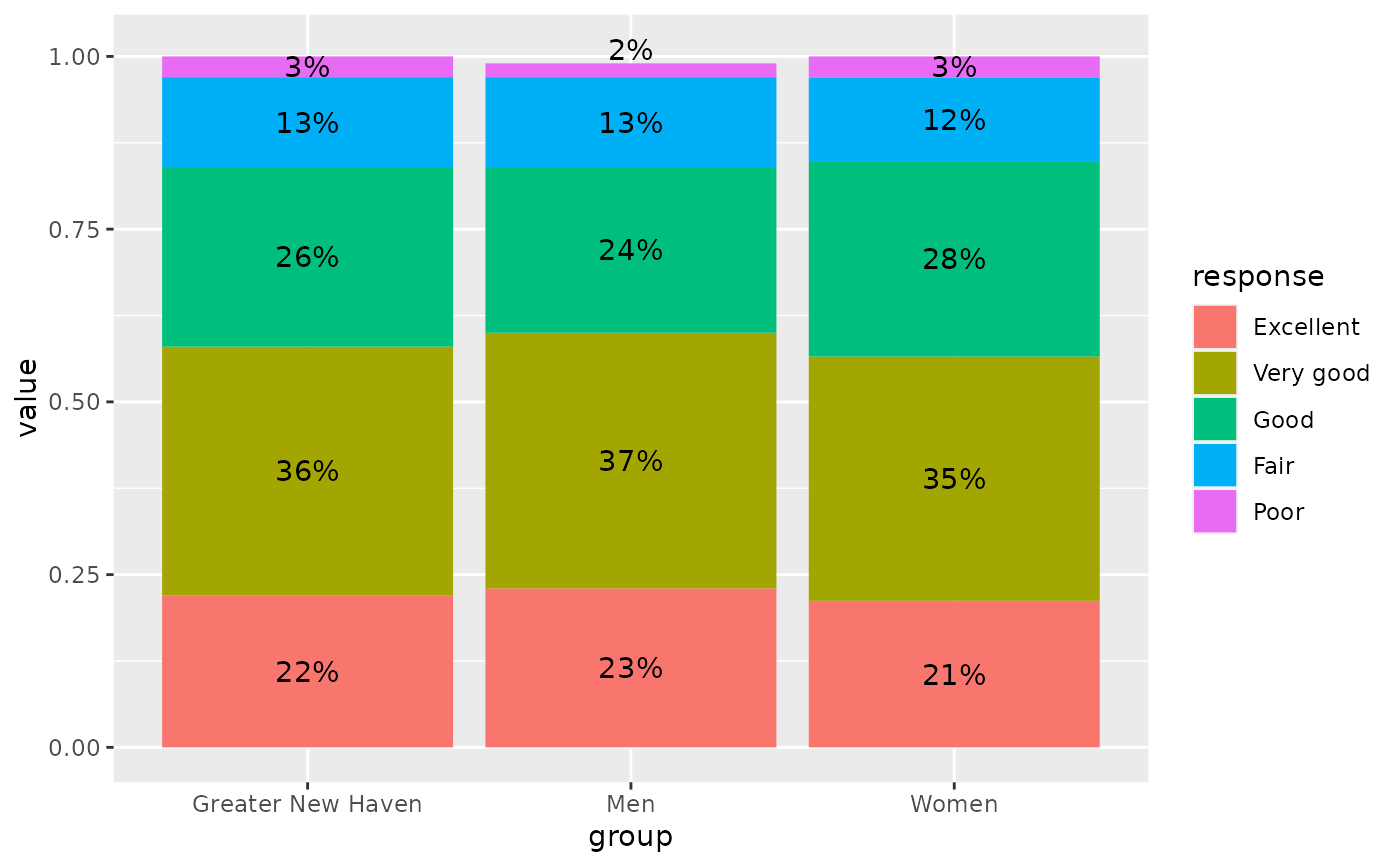 1.00
0.75
0.50
0.25
0.00
value
3%
13%
26%
36%
22%
2%
13%
24%
37%
23%
3%
12%
28%
35%
21%
Greater New Haven
Men
Women
group
response
Excellent
Very good
Good
Fair
Poor